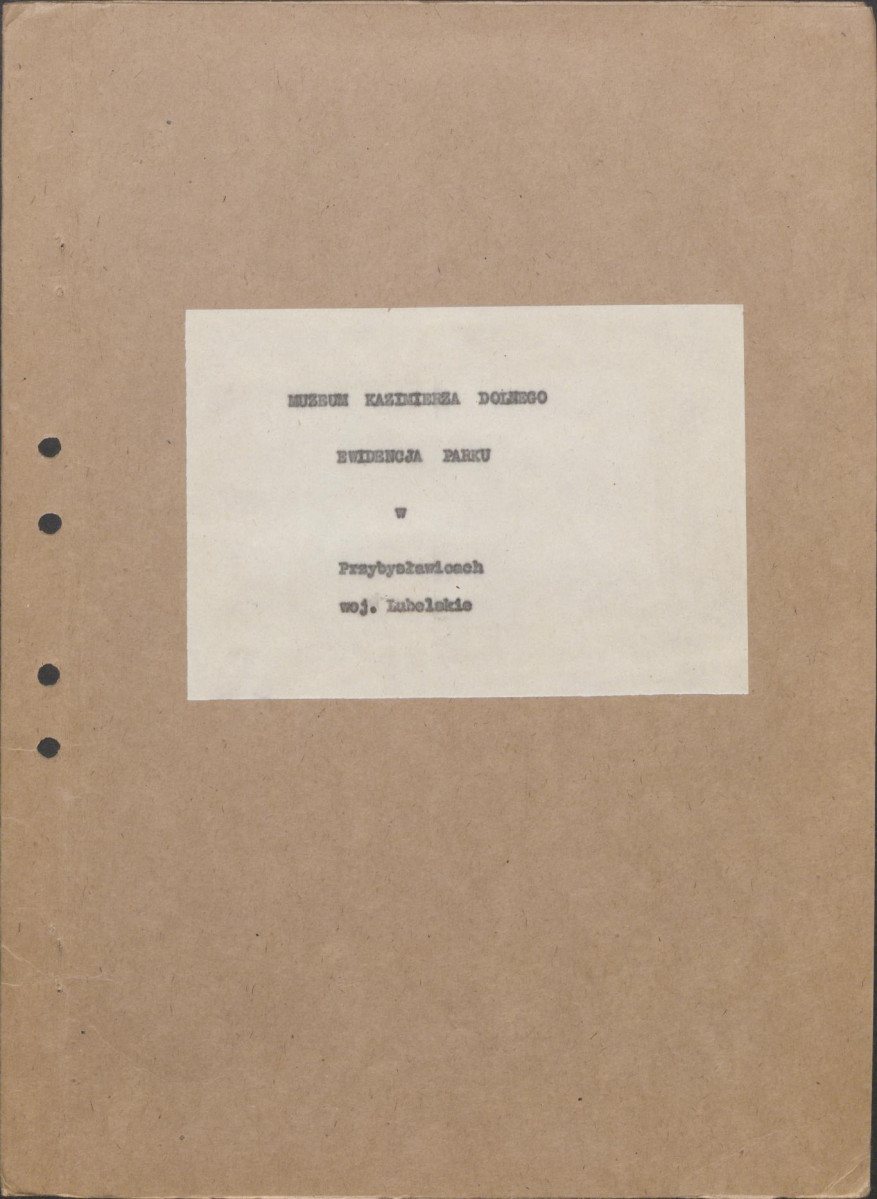 MUZEUM KAZIMIERZA DOLNEGO
EWIDENCJA PARKU
w
Przybysławicach
woj. Lubelskie